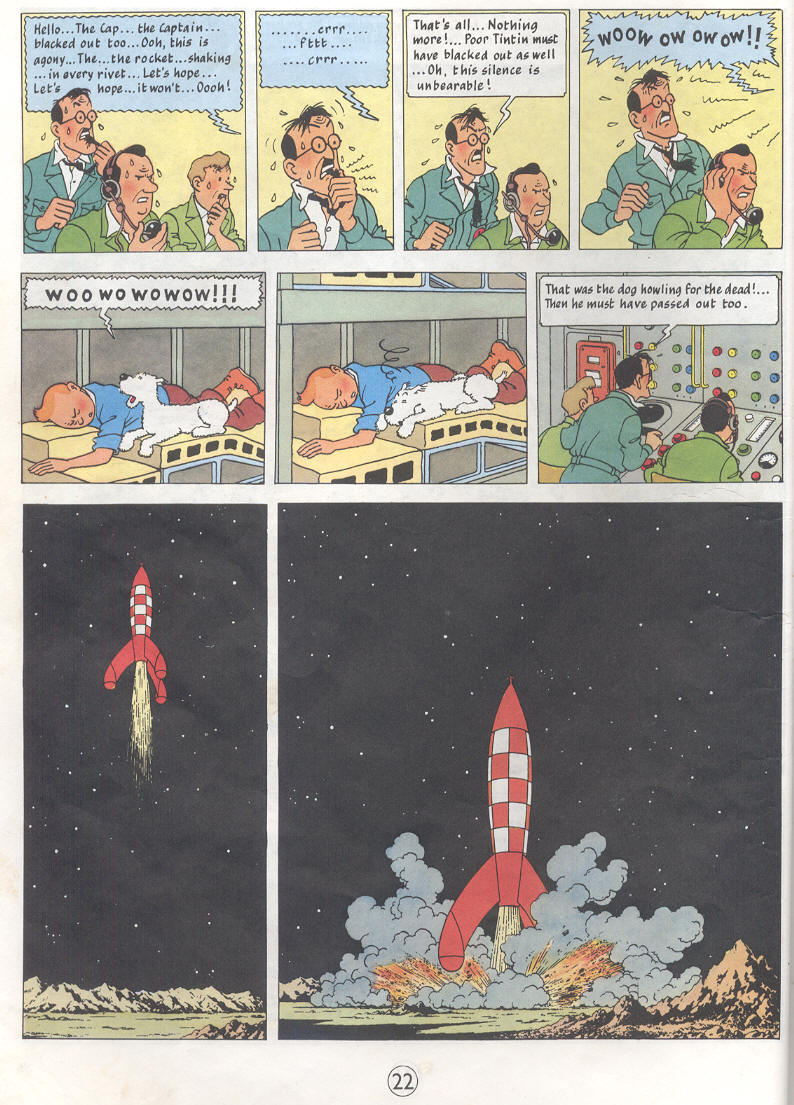 Hello...The Cap... the Captain...
blacked out too...Ooh, this is
agony...The...the rocket...shaking
...in every rivet...Let's hope...
Let's hope...it won't...Oooh!
.......crrr....
...fttt....
....crrr.....
That's all...Nothing
more!...Poor Tintin must
have blacked out as well
...Oh, this silence is
unbearable!
WOOW OW OW OW!!
WOO WO WOWOW!!!
That was the dog howling for the dead!...
Then he must have passed out too.
22